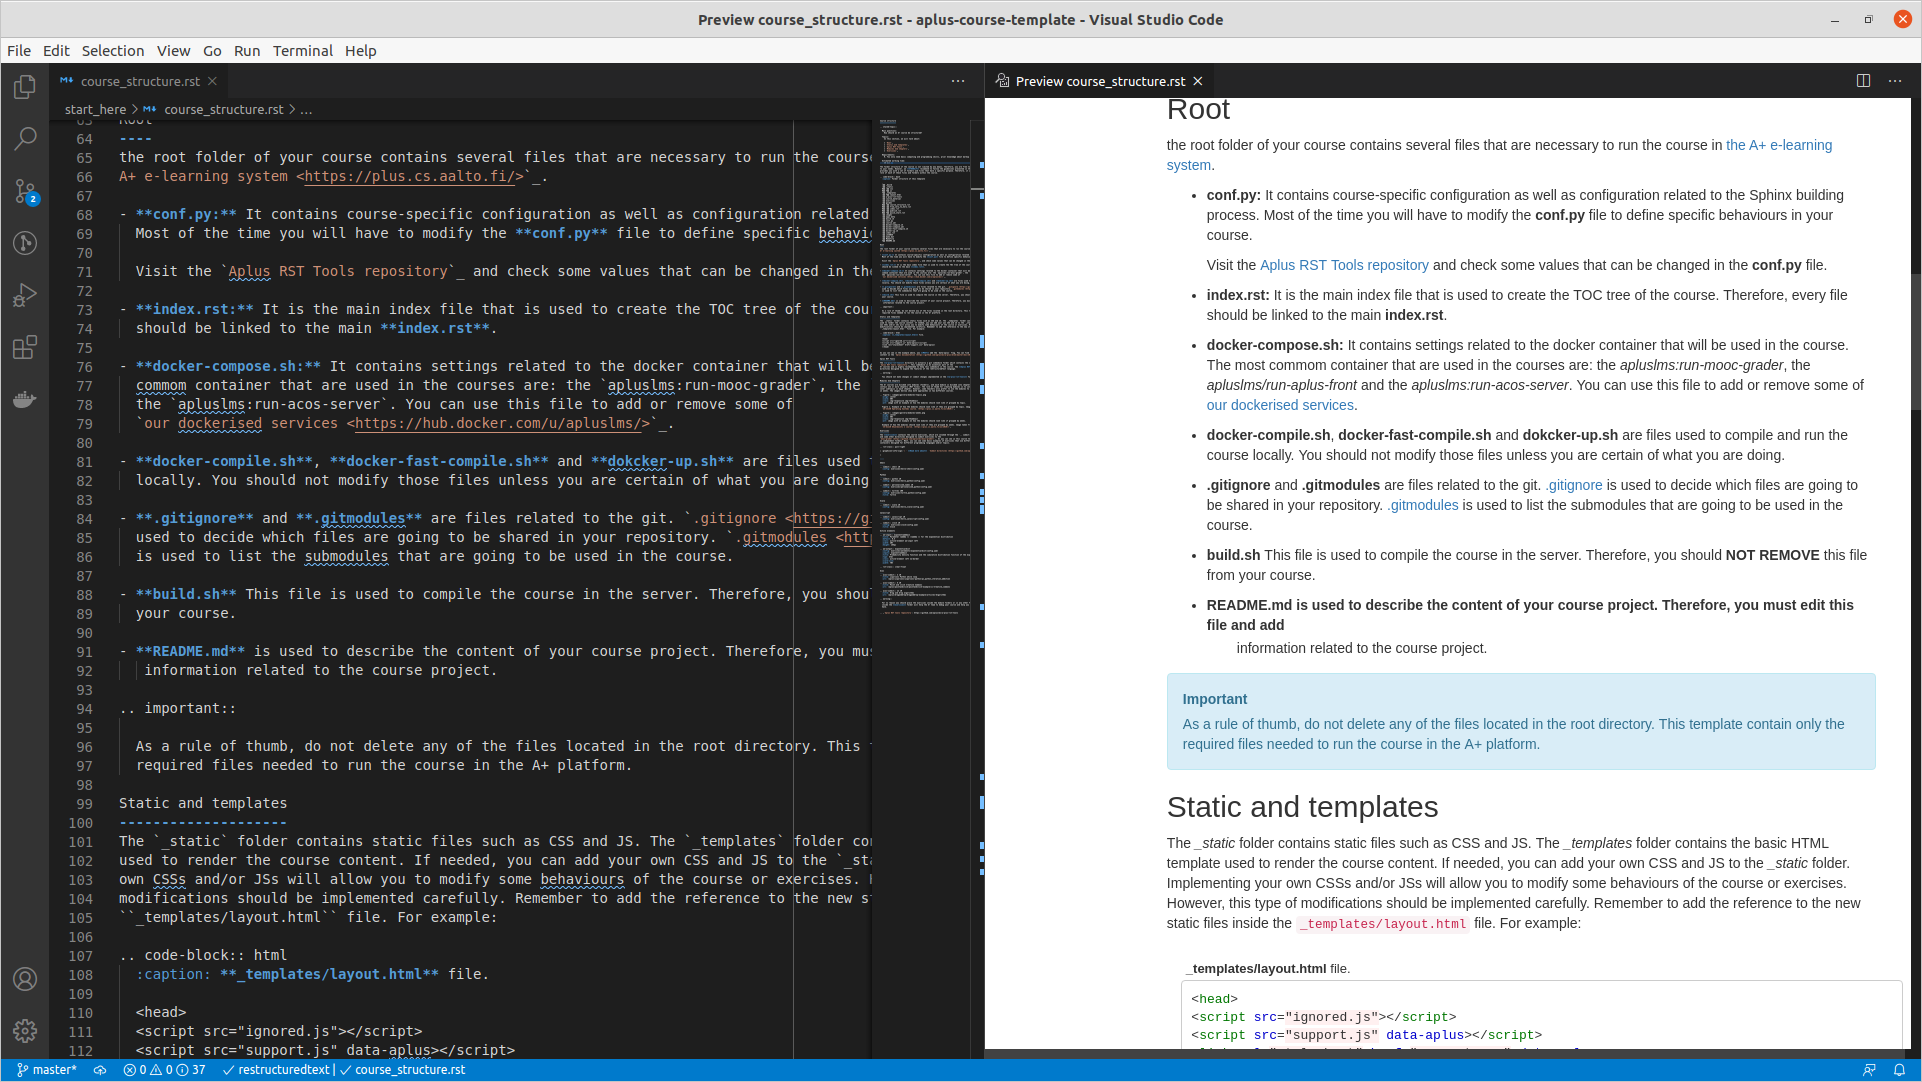 Preview course_structure.rst - aplus-course-template - Visual Studio Code
File Edit Selection View Go Run Terminal Help
course_structure.rst
start_here > course_structure.rst > ...
63 Root
64 ----
65 the root folder of your course contains several files that are necessary to run the cours
66 A+ e-learning system <https://plus.cs.aalto.fi/>`_.
67
68 - **conf.py:** It contains course-specific configuration as well as configuration related
69 Most of the time you will have to modify the **conf.py** file to define specific behavio
70
71 Visit the `Aplus RST Tools repository`_ and check some values that can be changed in the
72
73 - **index.rst:** It is the main index file that is used to create the TOC tree of the cou
74 should be linked to the main **index.rst**.
75
76 - **docker-compose.sh:** It contains settings related to the docker container that will b
77 commom container that are used in the courses are: the `apluslms:run-mooc-grader`, the
78 the `apluslms:run-acos-server`. You can use this file to add or remove some of
79 `our dockerised services <https://hub.docker.com/u/apluslms/>`_.
80
81 - **docker-compile.sh**, **docker-fast-compile.sh** and **dokcker-up.sh** are files used
82 locally. You should not modify those files unless you are certain of what you are doing
83
84 - **.gitignore** and **.gitmodules** are files related to the git. `.gitignore <https://g
85 used to decide which files are going to be shared in your repository. `.gitmodules <htt
86 is used to list the submodules that are going to be used in the course.
87
88 - **build.sh** This file is used to compile the course in the server. Therefore, you shou
89 your course.
90
91 - **README.md** is used to describe the content of your course project. Therefore, you mu
92 information related to the course project.
93
94 .. important::
95
96 As a rule of thumb, do not delete any of the files located in the root directory. This
97 required files needed to run the course in the A+ platform.
98
99 Static and templates
100 --------------------
101 The `_static` folder contains static files such as CSS and JS. The `_templates` folder co
102 used to render the course content. If needed, you can add your own CSS and JS to the `_st
103 own CSSs and/or JSs will allow you to modify some behaviours of the course or exercises.
104 modifications should be implemented carefully. Remember to add the reference to the new s
105 ``_templates/layout.html`` file. For example:
106
107 .. code-block:: html
108 :caption: **_templates/layout.html** file.
109
110 <head>
111 <script src="ignored.js"></script>
112 <script src="support.js" data-aplus></script>
Preview course_structure.rst
Root
the root folder of your course contains several files that are necessary to run the course in the A+ e-learning
system.
• conf.py: It contains course-specific configuration as well as configuration related to the Sphinx building
process. Most of the time you will have to modify the conf.py file to define specific behaviours in your
course.
Visit the Aplus RST Tools repository and check some values that can be changed in the conf.py file.
• index.rst: It is the main index file that is used to create the TOC tree of the course. Therefore, every file
should be linked to the main index.rst.
• docker-compose.sh: It contains settings related to the docker container that will be used in the course.
The most commom container that are used in the courses are: the apluslms:run-mooc-grader, the
apluslms/run-aplus-front and the apluslms:run-acos-server. You can use this file to add or remove some of
our dockerised services.
• docker-compile.sh, docker-fast-compile.sh and dokcker-up.sh are files used to compile and run the
course locally. You should not modify those files unless you are certain of what you are doing.
• .gitignore and .gitmodules are files related to the git. .gitignore is used to decide which files are going to
be shared in your repository. .gitmodules is used to list the submodules that are going to be used in the
course.
• build.sh This file is used to compile the course in the server. Therefore, you should NOT REMOVE this file
from your course.
• README.md is used to describe the content of your course project. Therefore, you must edit this
file and add
information related to the course project.
Important
As a rule of thumb, do not delete any of the files located in the root directory. This template contain only the
required files needed to run the course in the A+ platform.
Static and templates
The _static folder contains static files such as CSS and JS. The _templates folder contains the basic HTML
template used to render the course content. If needed, you can add your own CSS and JS to the _static folder.
Implementing your own CSSs and/or JSs will allow you to modify some behaviours of the course or exercises.
However, this type of modifications should be implemented carefully. Remember to add the reference to the new
static files inside the _templates/layout.html file. For example:
_templates/layout.html file.
<head>
<script src="ignored.js"></script>
<script src="support.js" data-aplus></script>
2
master* 0 0 37 restructuredtext | course_structure.rst